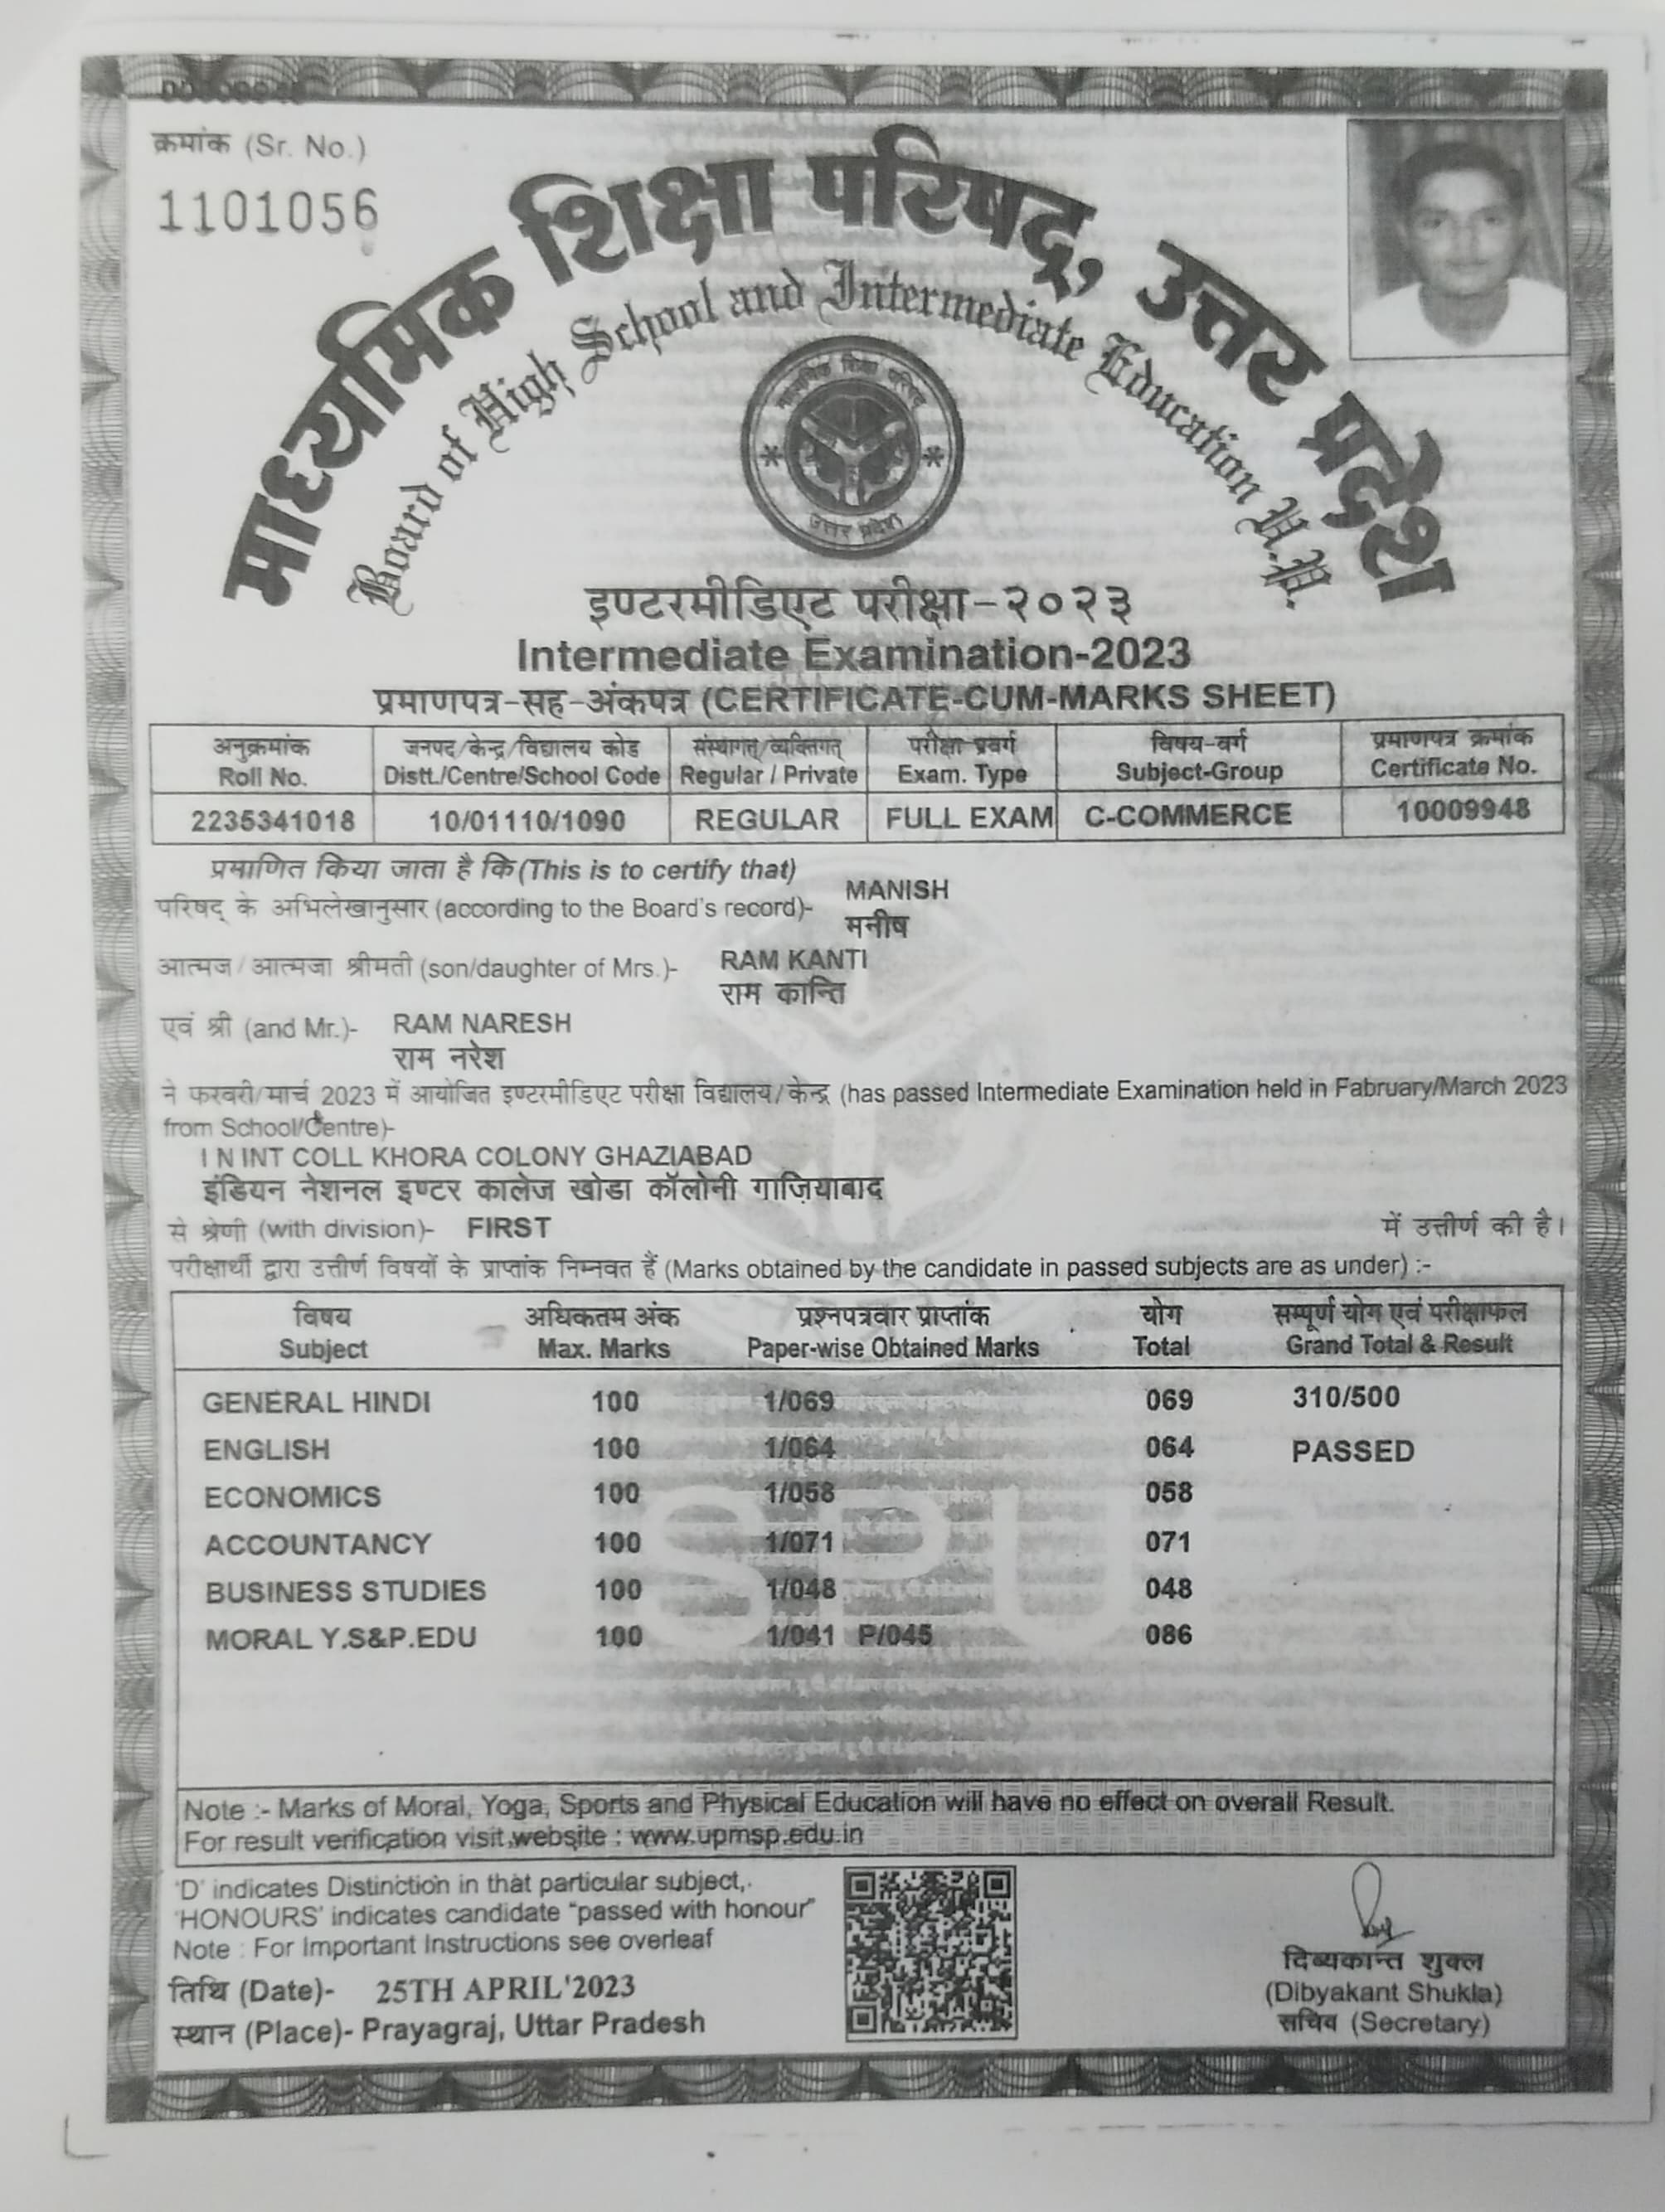 क्रमांक (Sr. No.)
1101056
माध्यमिक शिक्षा परिषद्, उत्तर प्रदेश
Board of High School and Intermediate Education U.P.
माध्यमिक शिक्षा परिषद्
उत्तर प्रदेश
इण्टरमीडिएट परीक्षा-२०२३
Intermediate Examination-2023
प्रमाणपत्र-सह-अंकपत्र (CERTIFICATE-CUM-MARKS SHEET)
अनुक्रमांक जनपद/केन्द्र/विद्यालय कोड संस्थागत्/व्यक्तिगत् परीक्षा-प्रवर्ग विषय-वर्ग प्रमाणपत्र क्रमांक
Roll No. Distt./Centre/School Code Regular / Private Exam. Type Subject-Group Certificate No.
2235341018 10/01110/1090 REGULAR FULL EXAM C-COMMERCE 10009948
प्रमाणित किया जाता है कि (This is to certify that)
परिषद् के अभिलेखानुसार (according to the Board's record)- MANISH
मनीष
आत्मज/आत्मजा श्रीमती (son/daughter of Mrs.)- RAM KANTI
राम कान्ति
एवं श्री (and Mr.)- RAM NARESH
राम नरेश
ने फरवरी/मार्च 2023 में आयोजित इण्टरमीडिएट परीक्षा विद्यालय/केन्द्र (has passed Intermediate Examination held in Fabruary/March 2023
from School/Centre)-
I N INT COLL KHORA COLONY GHAZIABAD
इंडियन नेशनल इण्टर कालेज खोडा कॉलोनी गाज़ियाबाद
से श्रेणी (with division)- FIRST में उत्तीर्ण की है।
परीक्षार्थी द्वारा उत्तीर्ण विषयों के प्राप्तांक निम्नवत हैं (Marks obtained by the candidate in passed subjects are as under) :-
विषय अधिकतम अंक प्रश्नपत्रवार प्राप्तांक योग सम्पूर्ण योग एवं परीक्षाफल
Subject Max. Marks Paper-wise Obtained Marks Total Grand Total & Result
GENERAL HINDI 100 1/069 069 310/500
ENGLISH 100 1/064 064 PASSED
ECONOMICS 100 1/058 058
ACCOUNTANCY 100 1/071 071
BUSINESS STUDIES 100 1/048 048
MORAL Y.S&P.EDU 100 1/041 P/045 086
SPU
Note :- Marks of Moral, Yoga, Sports and Physical Education will have no effect on overall Result.
For result verification visit website : www.upmsp.edu.in
'D' indicates Distinction in that particular subject,
'HONOURS' indicates candidate "passed with honour"
Note : For Important Instructions see overleaf
तिथि (Date)- 25TH APRIL'2023
स्थान (Place)- Prayagraj, Uttar Pradesh
दिब्यकान्त शुक्ल
(Dibyakant Shukla)
सचिव (Secretary)